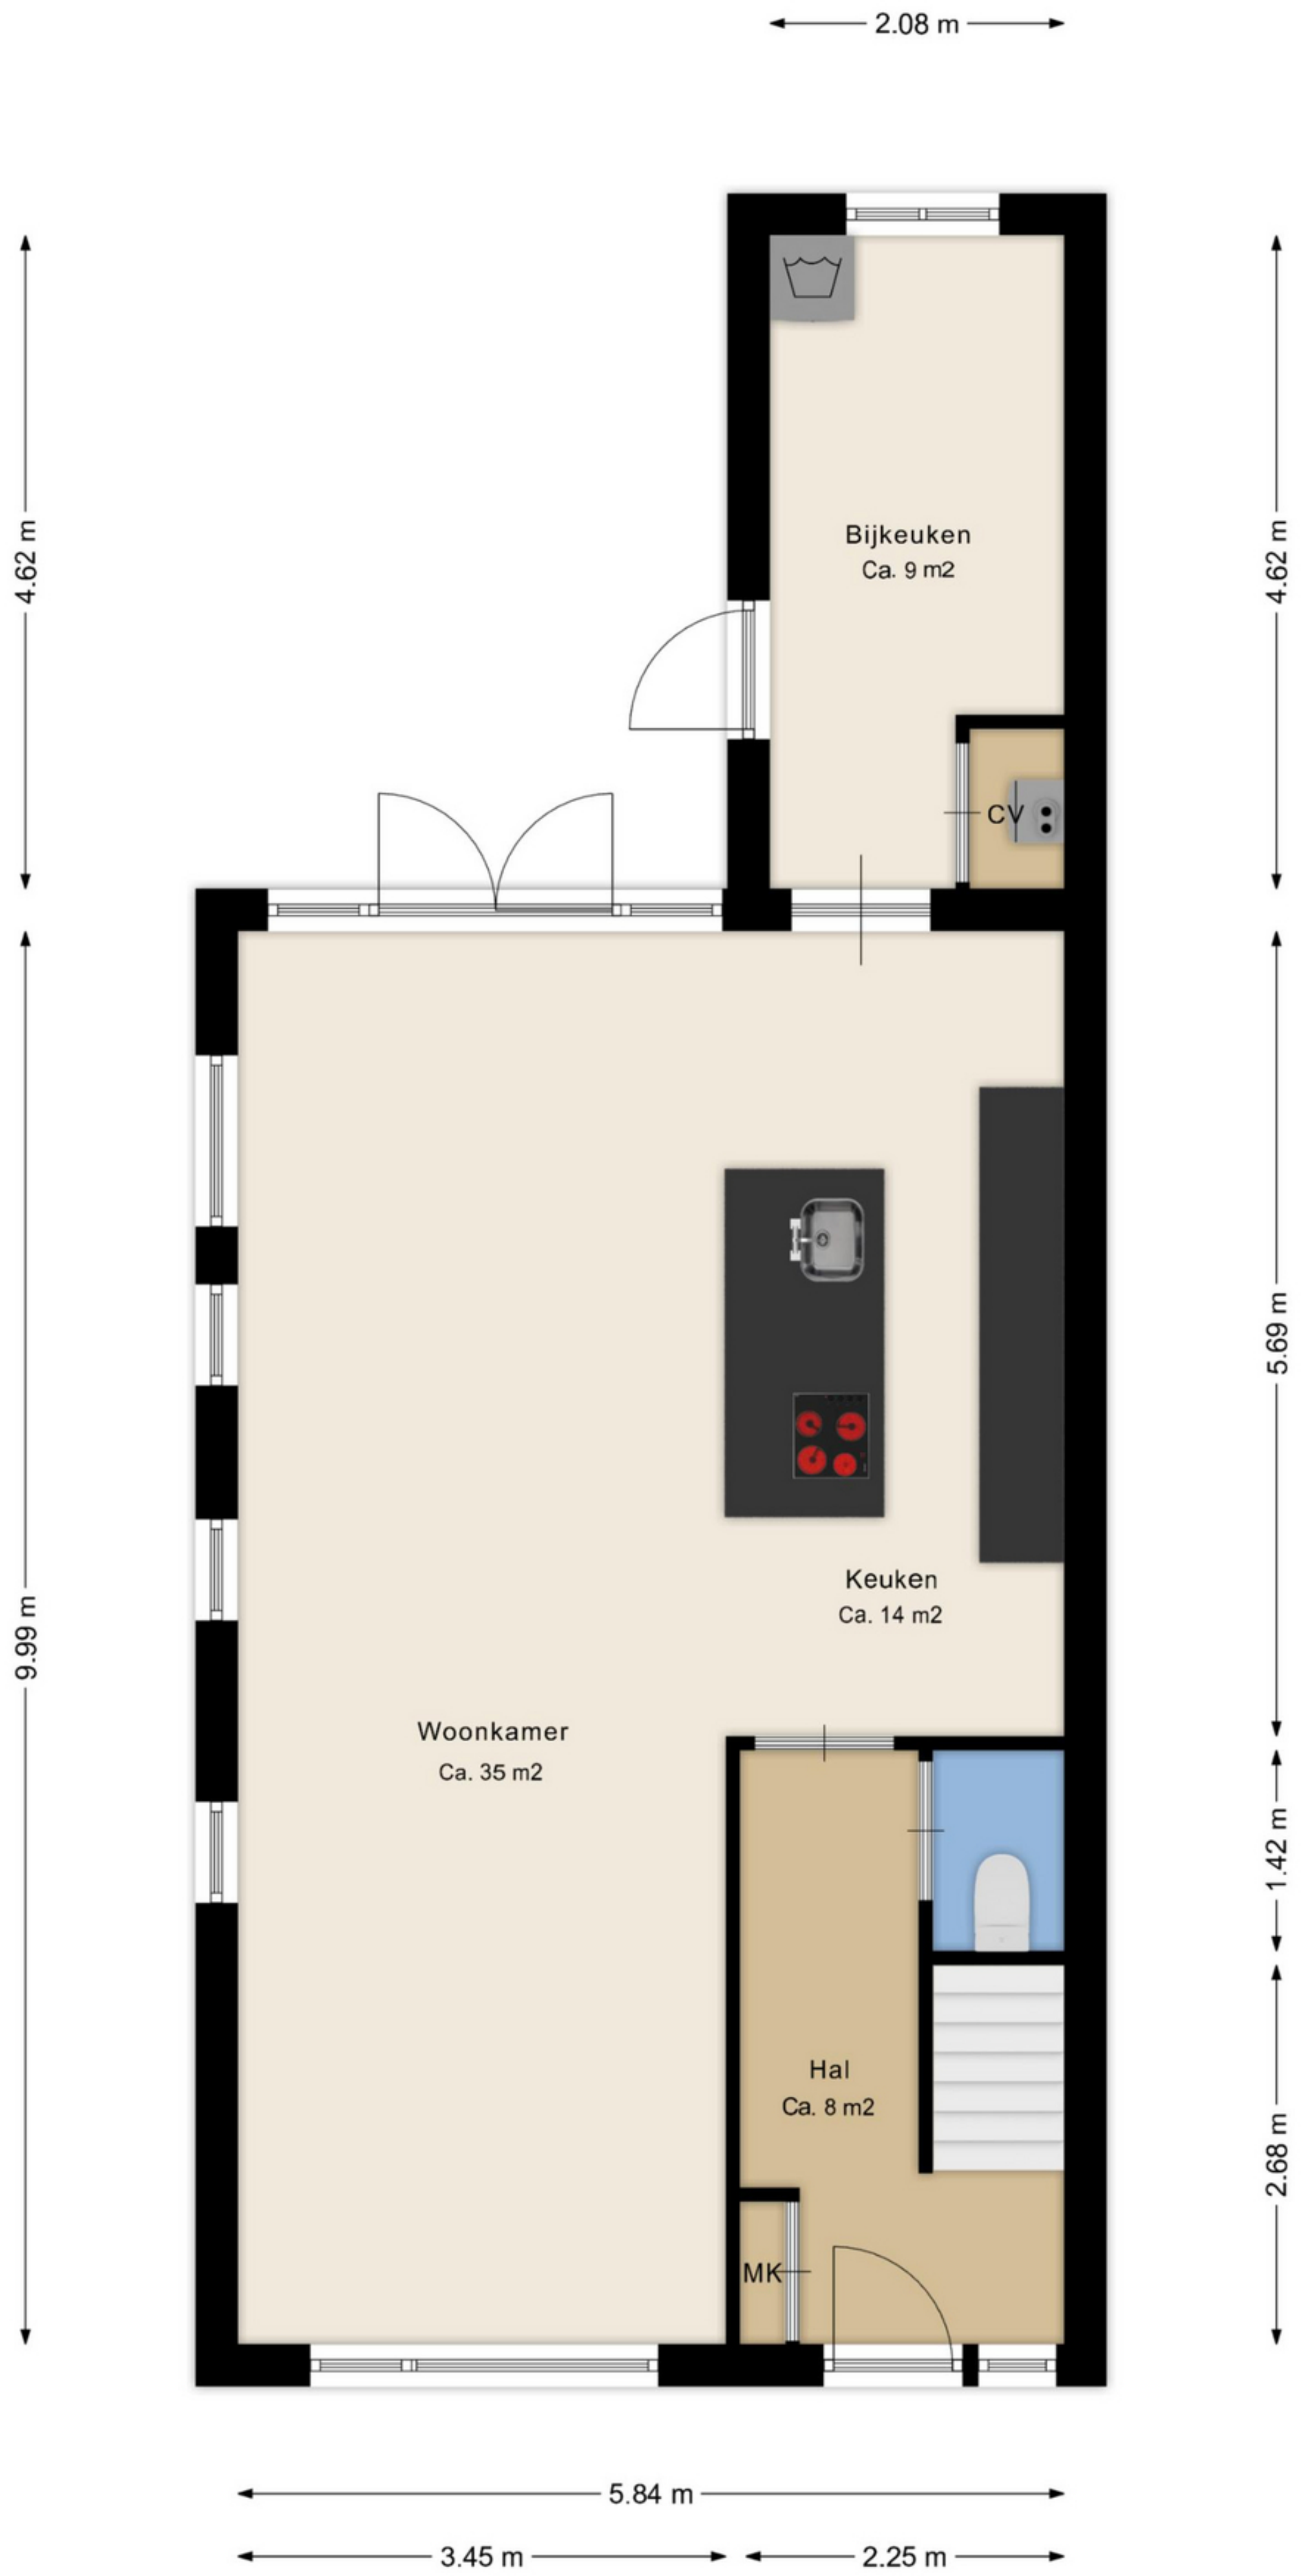 2.08 m
4.62 m
4.62 m
Bijkeuken
Ca. 9 m2
CV
9.99 m
5.69 m
Keuken
Ca. 14 m2
Woonkamer
Ca. 35 m2
1.42 m
Hal
Ca. 8 m2
2.68 m
MK
5.84 m
3.45 m
2.25 m